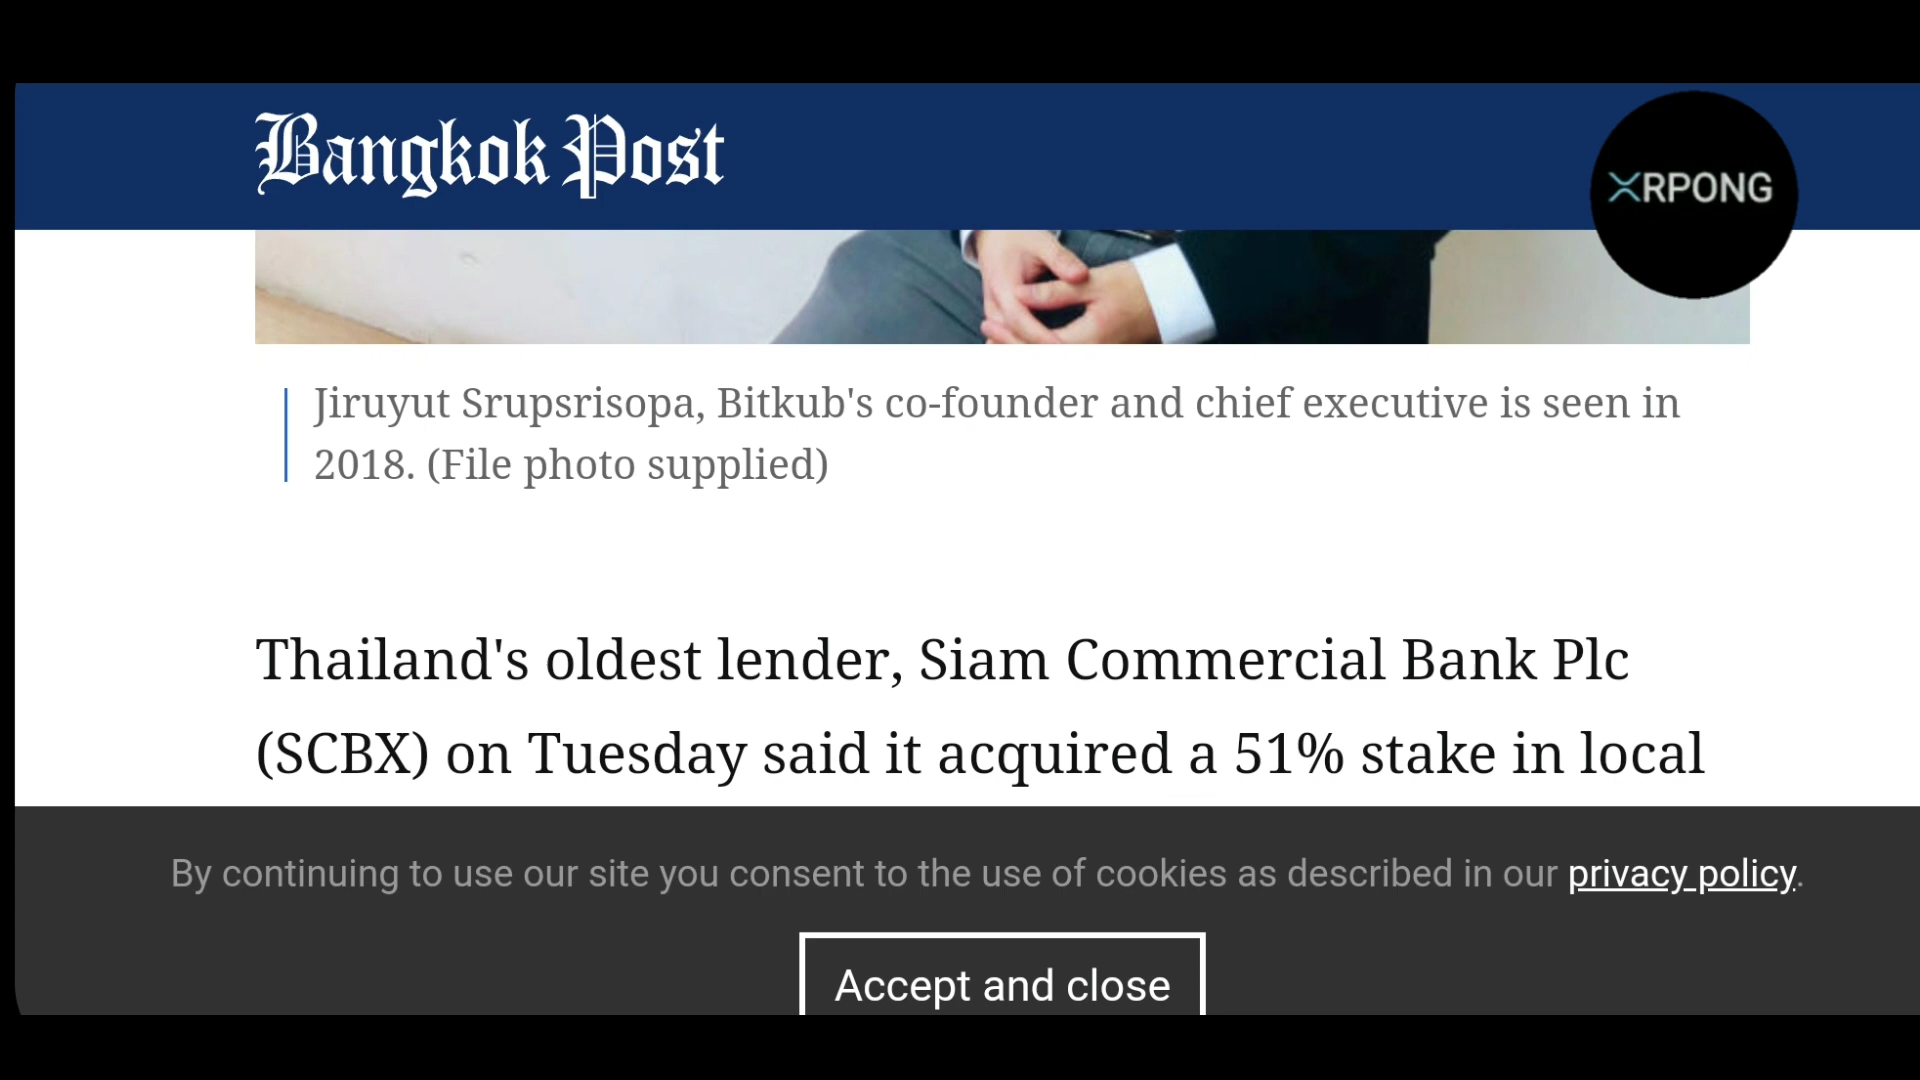 Bangkok Post
XRPONG
Jiruyut Srupsrisopa, Bitkub's co-founder and chief executive is seen in
2018. (File photo supplied)
Thailand's oldest lender, Siam Commercial Bank Plc
(SCBX) on Tuesday said it acquired a 51% stake in local
By continuing to use our site you consent to the use of cookies as described in our privacy policy.
Accept and close